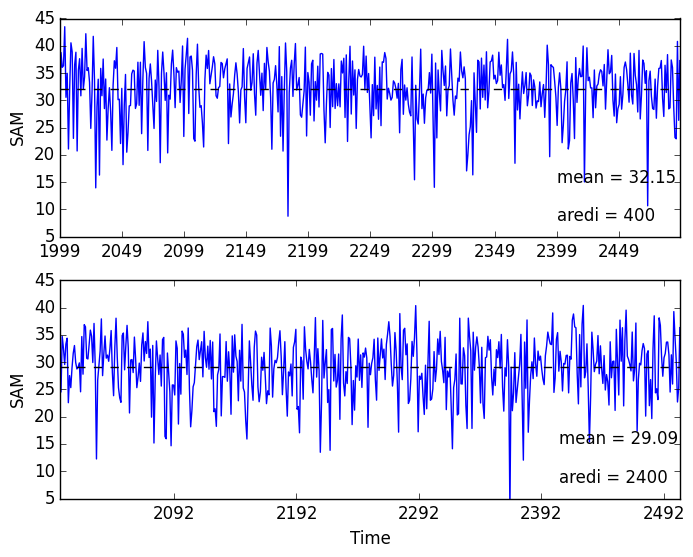 45
40
35
30
25
20
15
10
5
SAM
mean = 32.15
aredi = 400
1999 2049 2099 2149 2199 2249 2299 2349 2399 2449
45
40
35
30
25
20
15
10
5
SAM
mean = 29.09
aredi = 2400
2092 2192 2292 2392 2492
Time